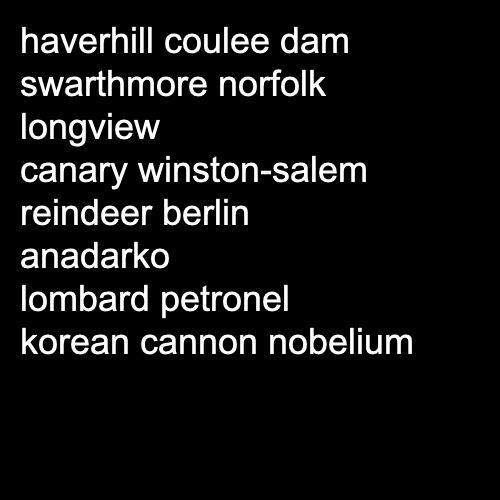 haverhill coulee dam
swarthmore norfolk
longview
canary winston-salem
reindeer berlin
anadarko
lombard petronel
korean cannon nobelium